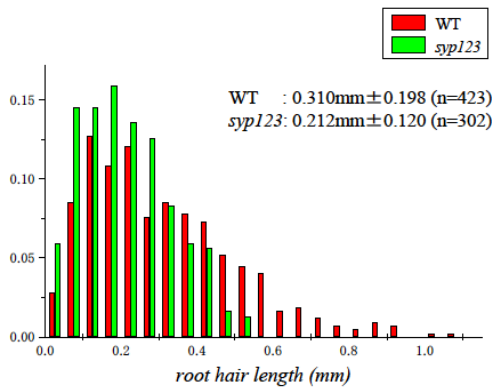 WT
syp123
WT : 0.310mm±0.198 (n=423)
syp123: 0.212mm±0.120 (n=302)
0.15
0.10
0.05
0.00
0.0 0.2 0.4 0.6 0.8 1.0
root hair length (mm)